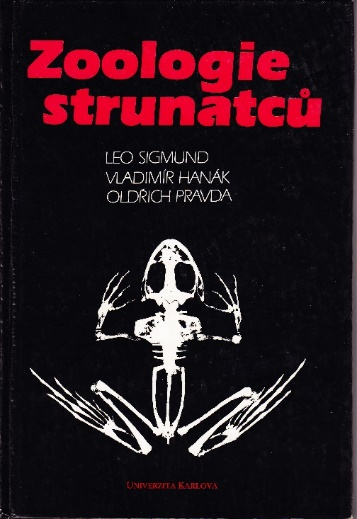 Zoologie
strunatců
LEO SIGMUND
VLADIMÍR HANÁK
OLDŘICH PRAVDA
UNIVERZITA KARLOVA